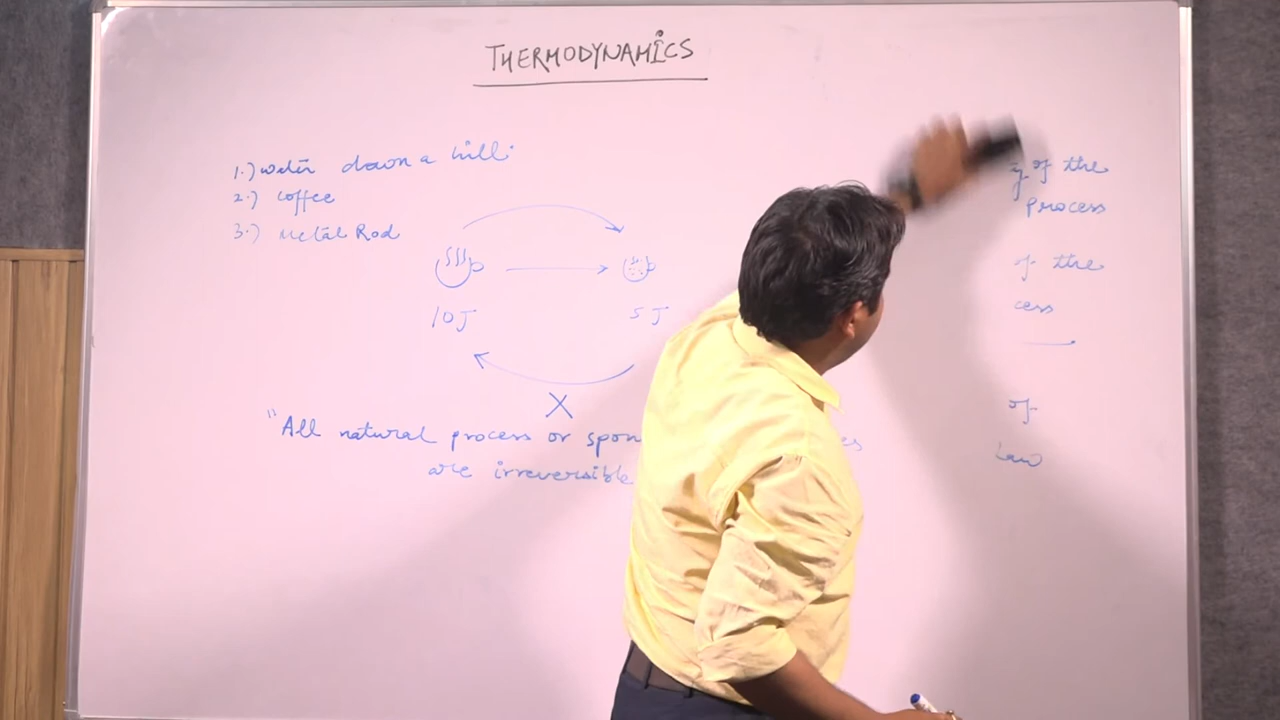 THERMODYNAMICS
1.) water down a hill.
2.) coffee
3.) Metal Rod
10J
5J
X
"All natural process or spon
are irreversible
y of the
process
of the
cess
of
Law